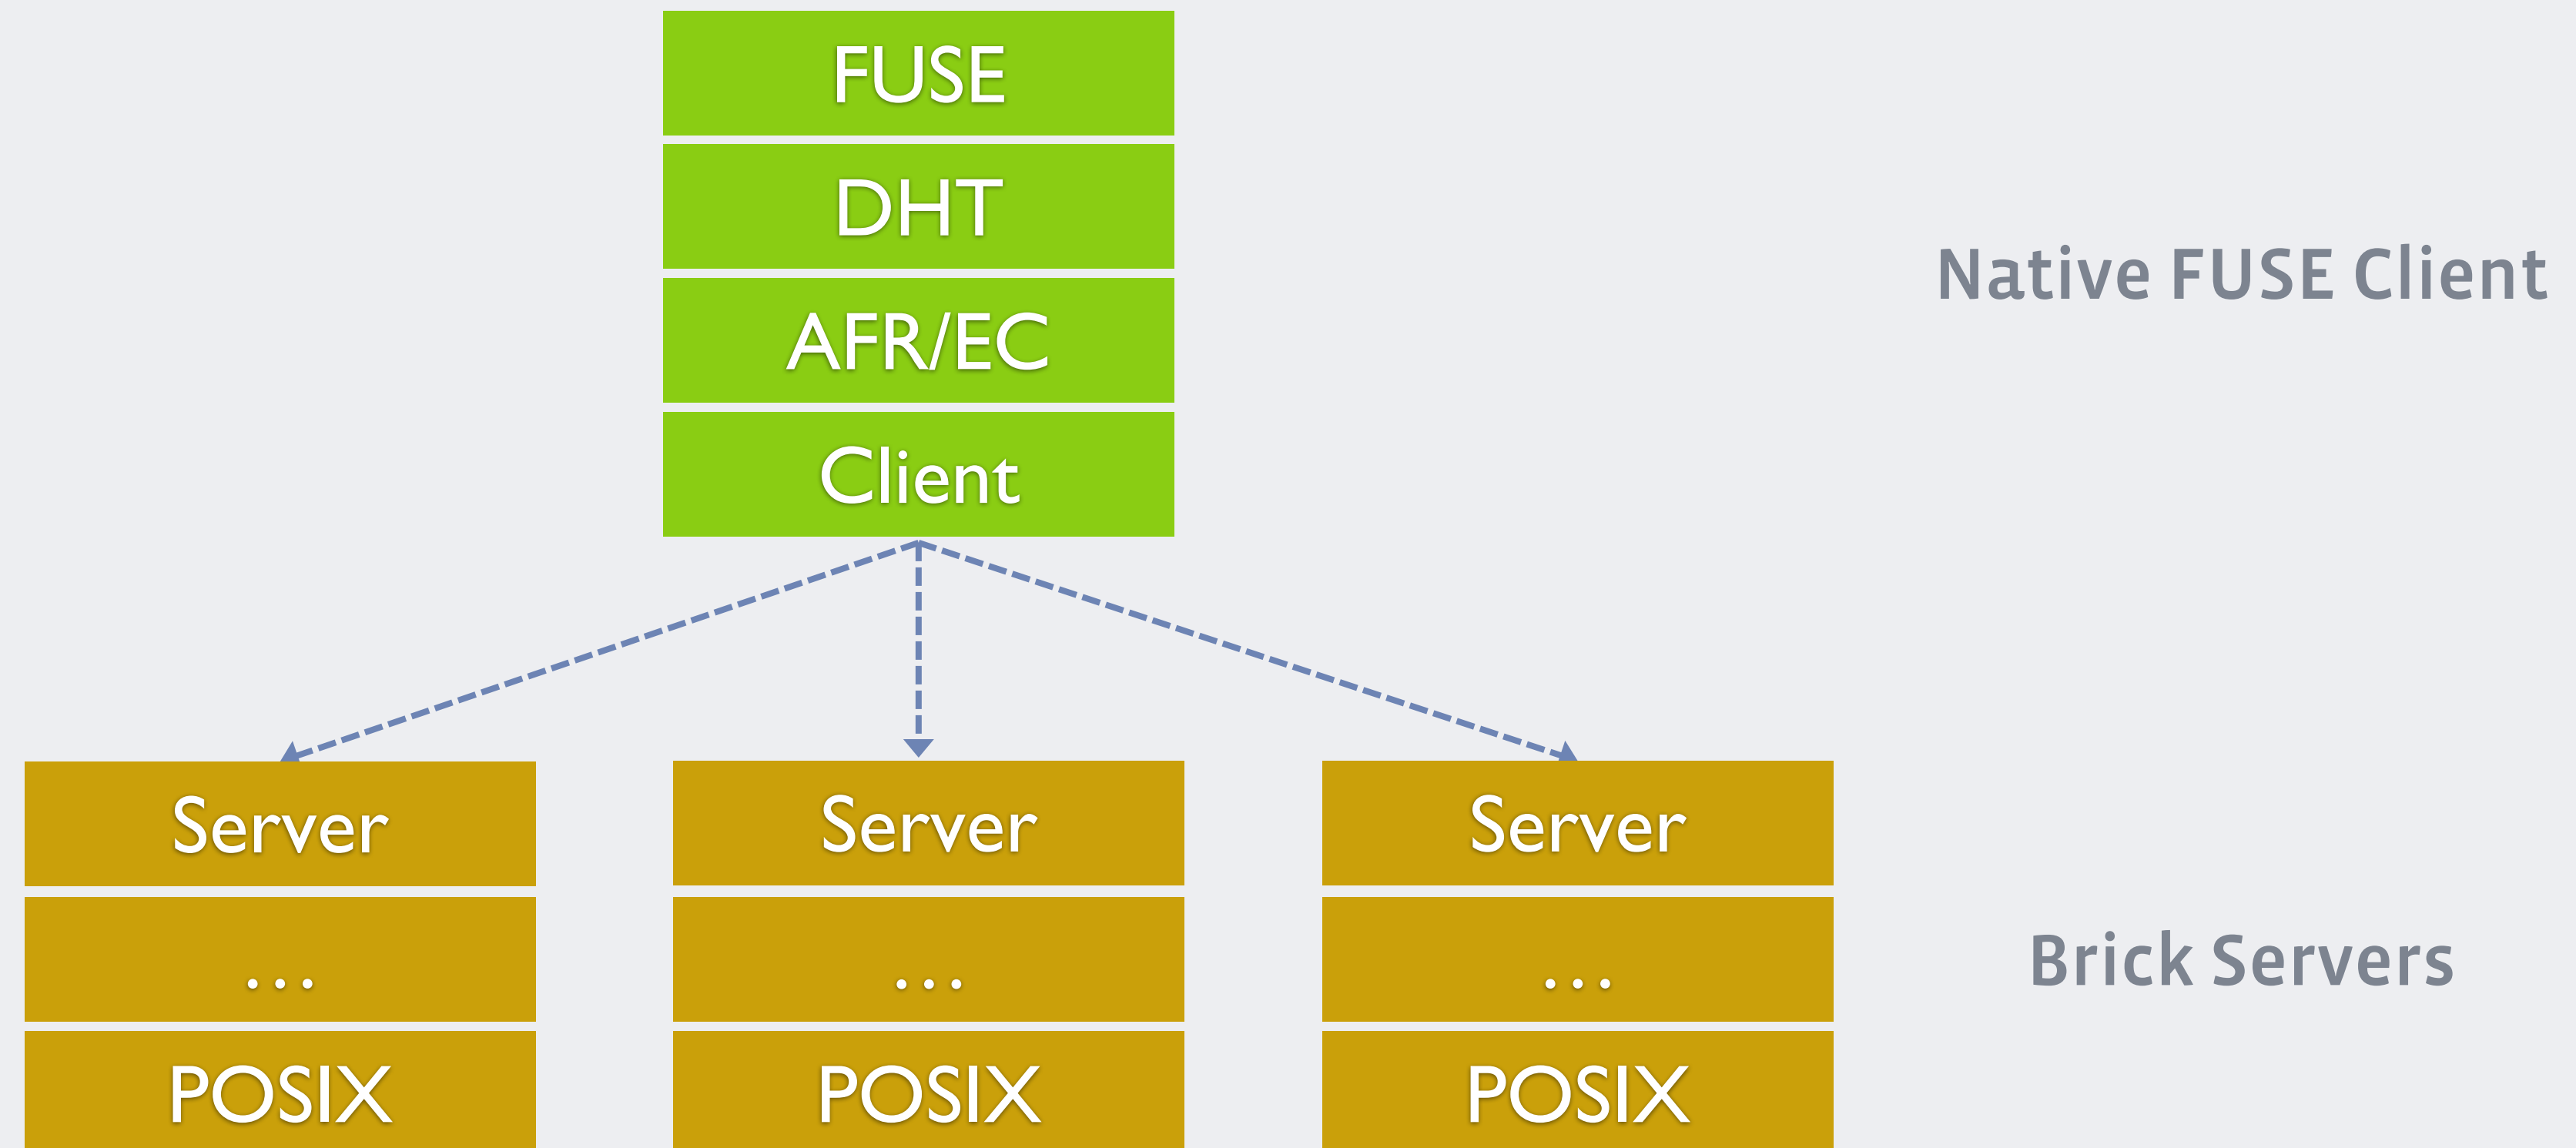 FUSE
DHT
AFR/EC
Client
Native FUSE Client
Server
Server
Server
...
...
...
Brick Servers
POSIX
POSIX
POSIX